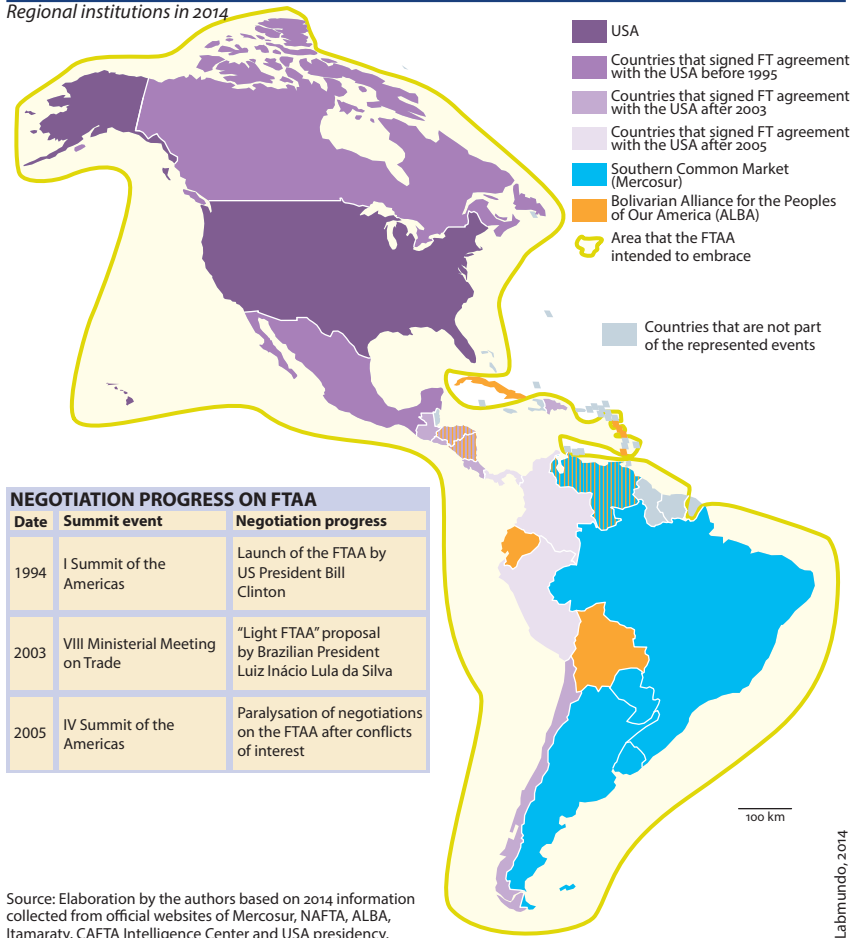 Regional institutions in 2014
USA
Countries that signed FT agreement
with the USA before 1995
Countries that signed FT agreement
with the USA after 2003
Countries that signed FT agreement
with the USA after 2005
Southern Common Market
(Mercosur)
Bolivarian Alliance for the Peoples
of Our America (ALBA)
Area that the FTAA
intended to embrace
Countries that are not part
of the represented events
NEGOTIATION PROGRESS ON FTAA
Date Summit event Negotiation progress
1994
I Summit of the
Americas
Launch of the FTAA by
US President Bill
Clinton
2003
VIII Ministerial Meeting
on Trade
“Light FTAA” proposal
by Brazilian President
Luiz Inácio Lula da Silva
2005
IV Summit of the
Americas
Paralysation of negotiations
on the FTAA after conflicts
of interest
100 km
Labmundo, 2014
Source: Elaboration by the authors based on 2014 information
collected from official websites of Mercosur, NAFTA, ALBA,
Itamaraty, CAFTA Intelligence Center and USA presidency.